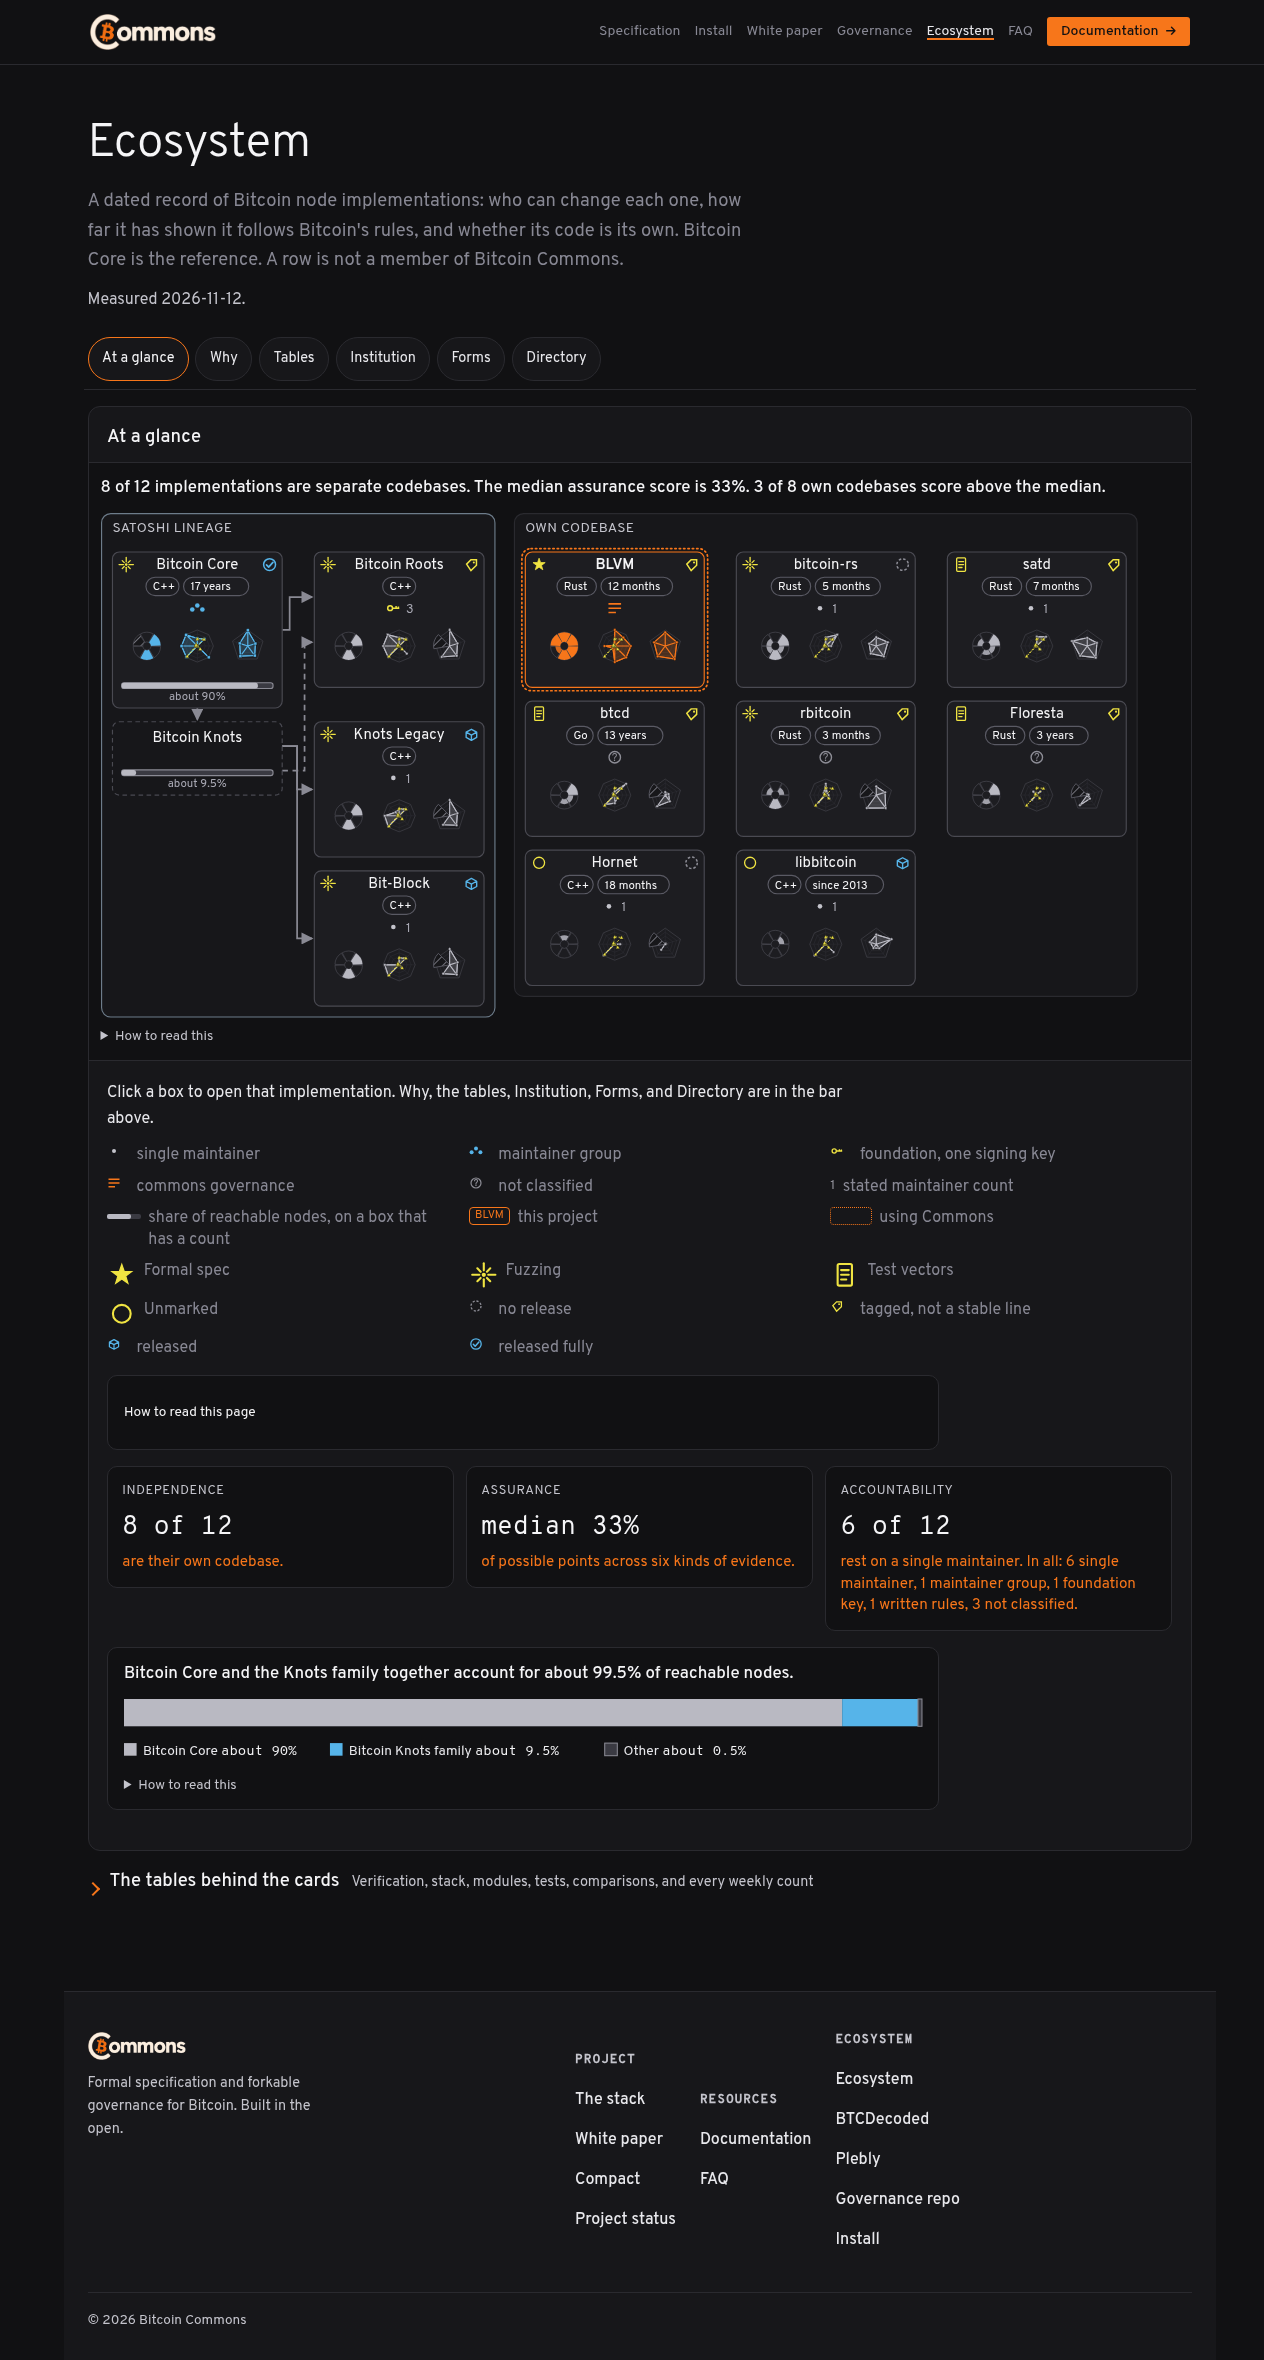 Commons
Specification Install White paper Governance Ecosystem FAQ Documentation →
Ecosystem
A dated record of Bitcoin node implementations: who can change each one, how
far it has shown it follows Bitcoin's rules, and whether its code is its own. Bitcoin
Core is the reference. A row is not a member of Bitcoin Commons.
Measured 2026-11-12.
At a glance Why Tables Institution Forms Directory
At a glance
8 of 12 implementations are separate codebases. The median assurance score is 33%. 3 of 8 own codebases score above the median.
SATOSHI LINEAGE
Bitcoin Core
C++ 17 years
about 90%
Bitcoin Knots
about 9.5%
Bitcoin Roots
C++
3
Knots Legacy
C++
1
Bit-Block
C++
1
OWN CODEBASE
BLVM
Rust 12 months
bitcoin-rs
Rust 5 months
1
satd
Rust 7 months
1
btcd
Go 13 years
rbitcoin
Rust 3 months
Floresta
Rust 3 years
Hornet
C++ 18 months
1
libbitcoin
C++ since 2013
1
▶ How to read this
Click a box to open that implementation. Why, the tables, Institution, Forms, and Directory are in the bar
above.
single maintainer
maintainer group
foundation, one signing key
commons governance
not classified
1 stated maintainer count
share of reachable nodes, on a box that
has a count
BLVM this project
using Commons
Formal spec
Fuzzing
Test vectors
Unmarked
no release
tagged, not a stable line
released
released fully
How to read this page
INDEPENDENCE
8 of 12
are their own codebase.
ASSURANCE
median 33%
of possible points across six kinds of evidence.
ACCOUNTABILITY
6 of 12
rest on a single maintainer. In all: 6 single
maintainer, 1 maintainer group, 1 foundation
key, 1 written rules, 3 not classified.
Bitcoin Core and the Knots family together account for about 99.5% of reachable nodes.
Bitcoin Core about 90% Bitcoin Knots family about 9.5% Other about 0.5%
▶ How to read this
The tables behind the cards Verification, stack, modules, tests, comparisons, and every weekly count
Commons
Formal specification and forkable
governance for Bitcoin. Built in the
open.
PROJECT
The stack
White paper
Compact
Project status
RESOURCES
Documentation
FAQ
ECOSYSTEM
Ecosystem
BTCDecoded
Plebly
Governance repo
Install
© 2026 Bitcoin Commons